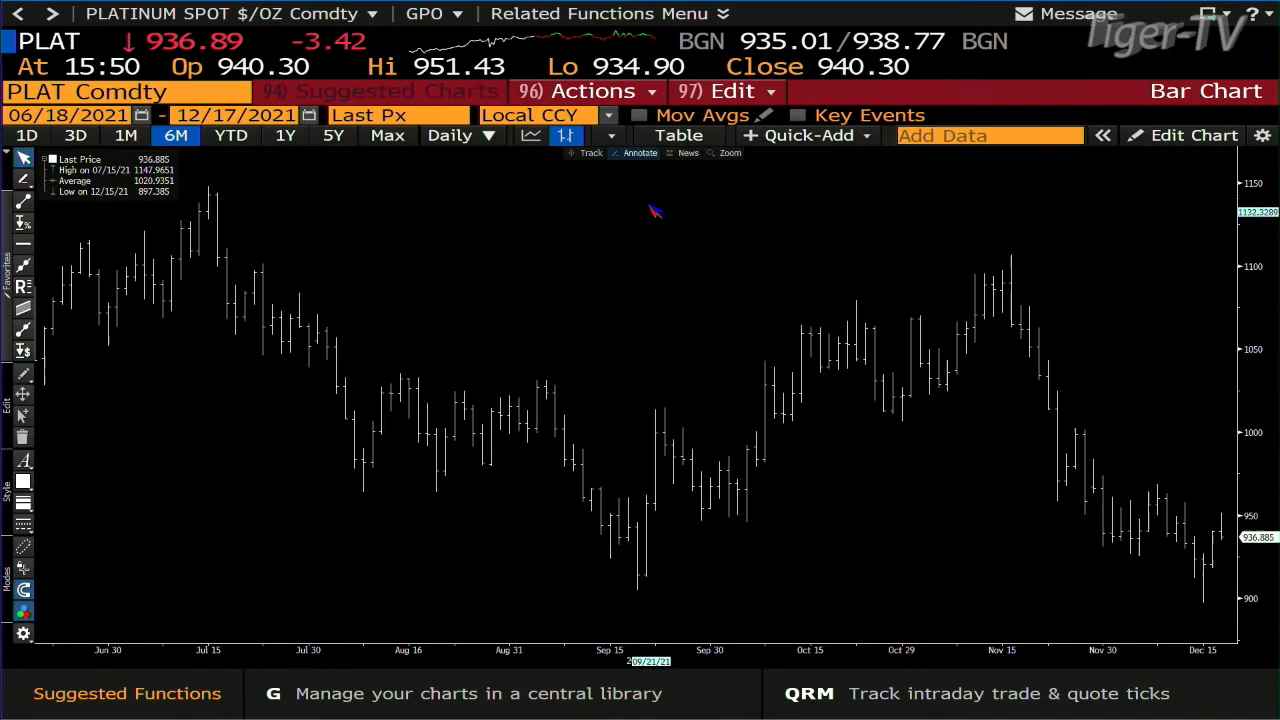 < > PLATINUM SPOT $/OZ Comdty GPO Related Functions Menu Message ?
PLAT ↓ 936.89 -3.42 BGN 935.01/938.77 BGN Tiger-TV
At 15:50 Op 940.30 Hi 951.43 Lo 934.90 Close 940.30
PLAT Comdty 94) Suggested Charts 96) Actions 97) Edit Bar Chart
06/18/2021 - 12/17/2021 Last Px Local CCY Mov Avgs Key Events
1D 3D 1M 6M YTD 1Y 5Y Max Daily ▼ Table + Quick-Add Add Data « Edit Chart
Track Annotate News Zoom
Last Price 936.885
High on 07/15/21 1147.9651
Average 1020.9351
Low on 12/15/21 897.385
1150
1132.3289
1100
1050
1000
950
936.885
900
Favorites
Edit
Style
Modes
Jun 30 Jul 15 Jul 30 Aug 16 Aug 31 Sep 15 Sep 30 Oct 15 Oct 29 Nov 15 Nov 30 Dec 15
09/21/21
Suggested Functions G Manage your charts in a central library QRM Track intraday trade & quote ticks